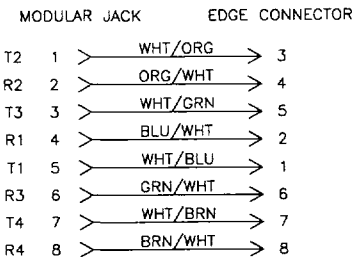 MODULAR JACK EDGE CONNECTOR
T2 1 WHT/ORG 3
R2 2 ORG/WHT 4
T3 3 WHT/GRN 5
R1 4 BLU/WHT 2
T1 5 WHT/BLU 1
R3 6 GRN/WHT 6
T4 7 WHT/BRN 7
R4 8 BRN/WHT 8